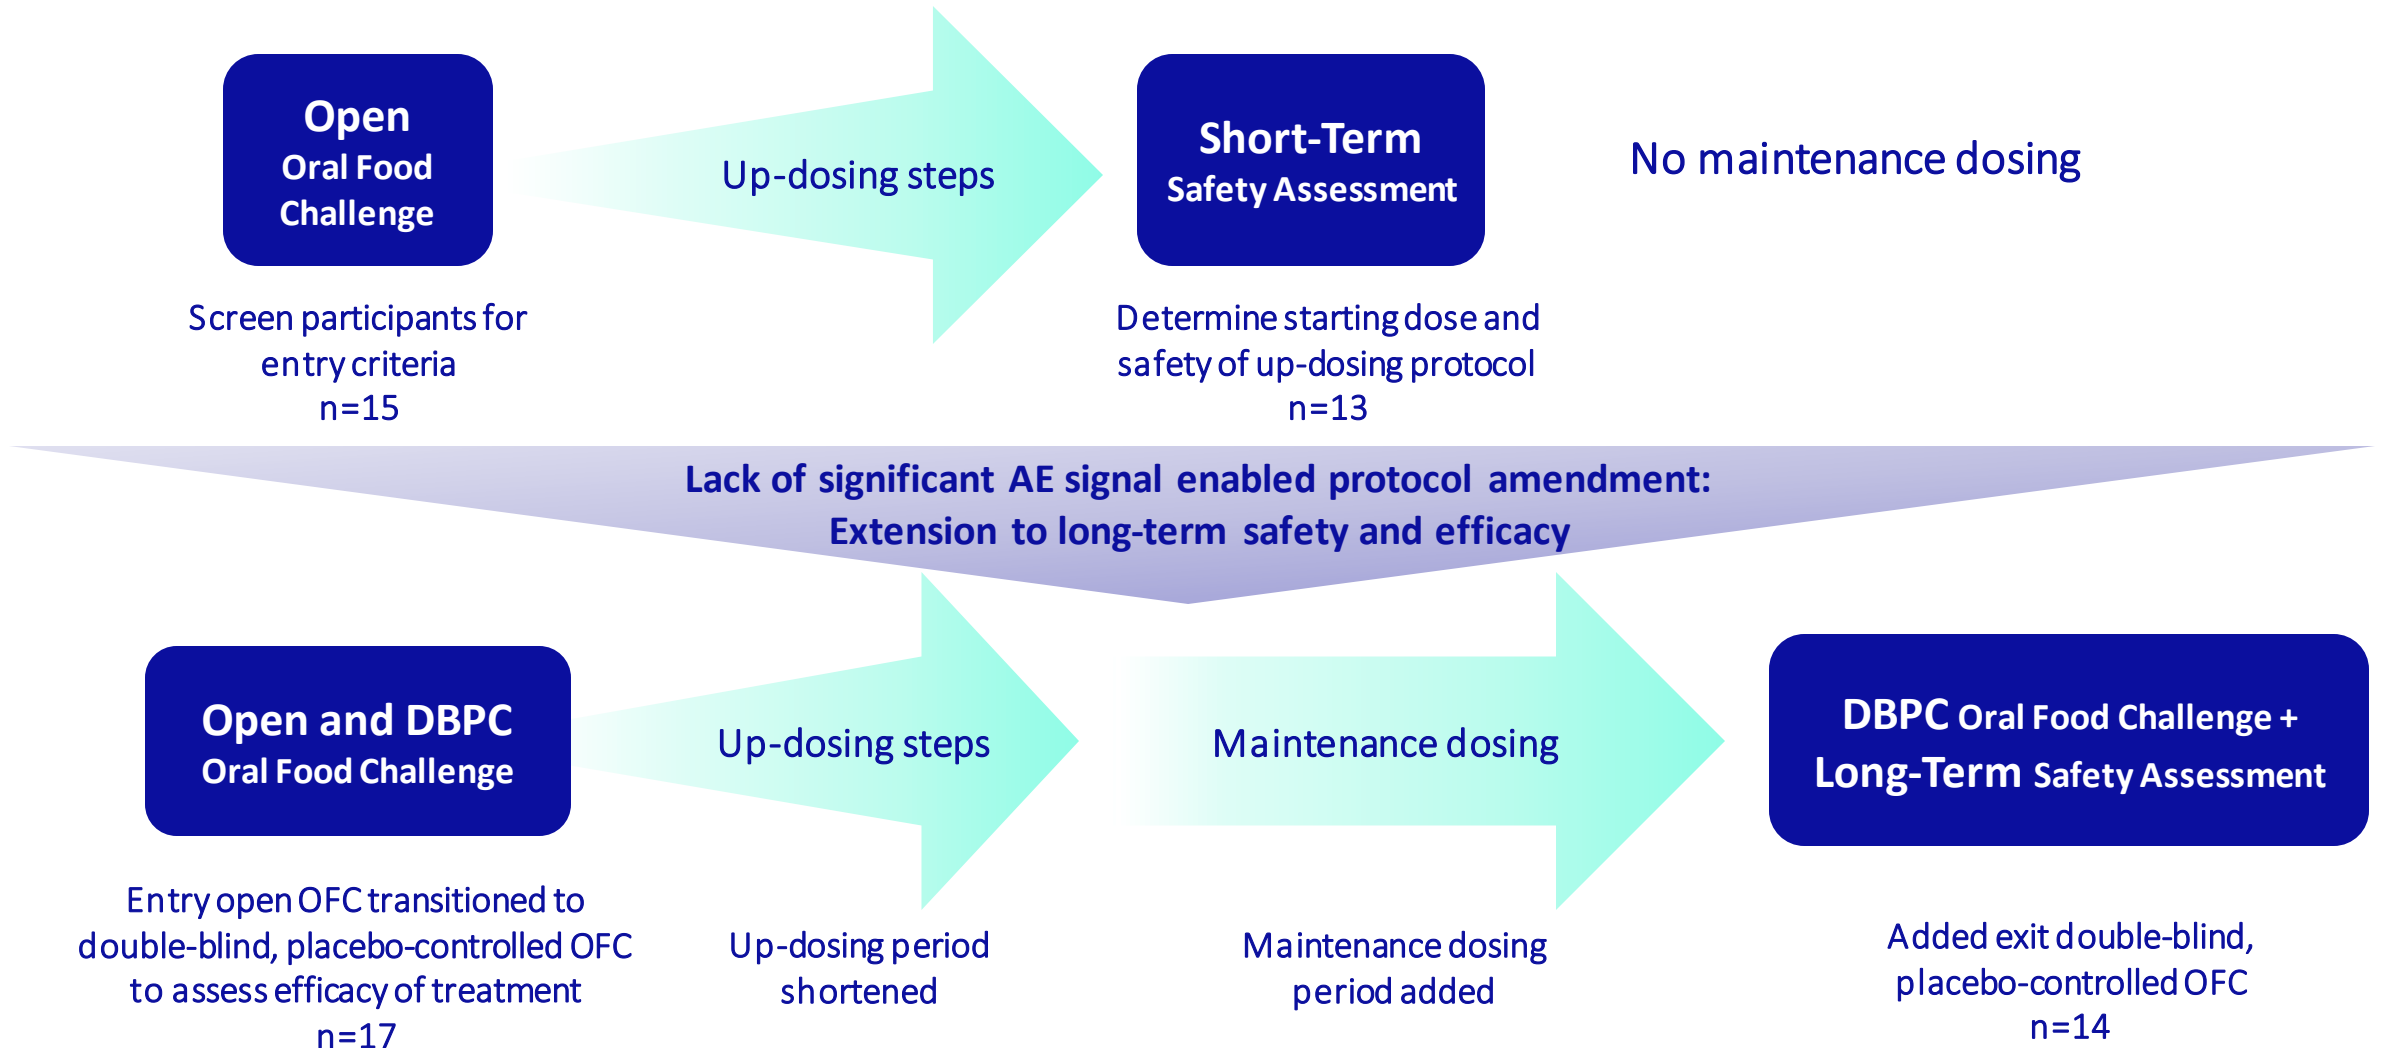 Open
Oral Food
Challenge
Up-dosing steps
Short-Term
Safety Assessment
No maintenance dosing
Screen participants for
entry criteria
n=15
Determine starting dose and
safety of up-dosing protocol
n=13
Lack of significant AE signal enabled protocol amendment:
Extension to long-term safety and efficacy
Open and DBPC
Oral Food Challenge
Up-dosing steps
Maintenance dosing
DBPC Oral Food Challenge +
Long-Term Safety Assessment
Entry open OFC transitioned to
double-blind, placebo-controlled OFC
to assess efficacy of treatment
n=17
Up-dosing period
shortened
Maintenance dosing
period added
Added exit double-blind,
placebo-controlled OFC
n=14